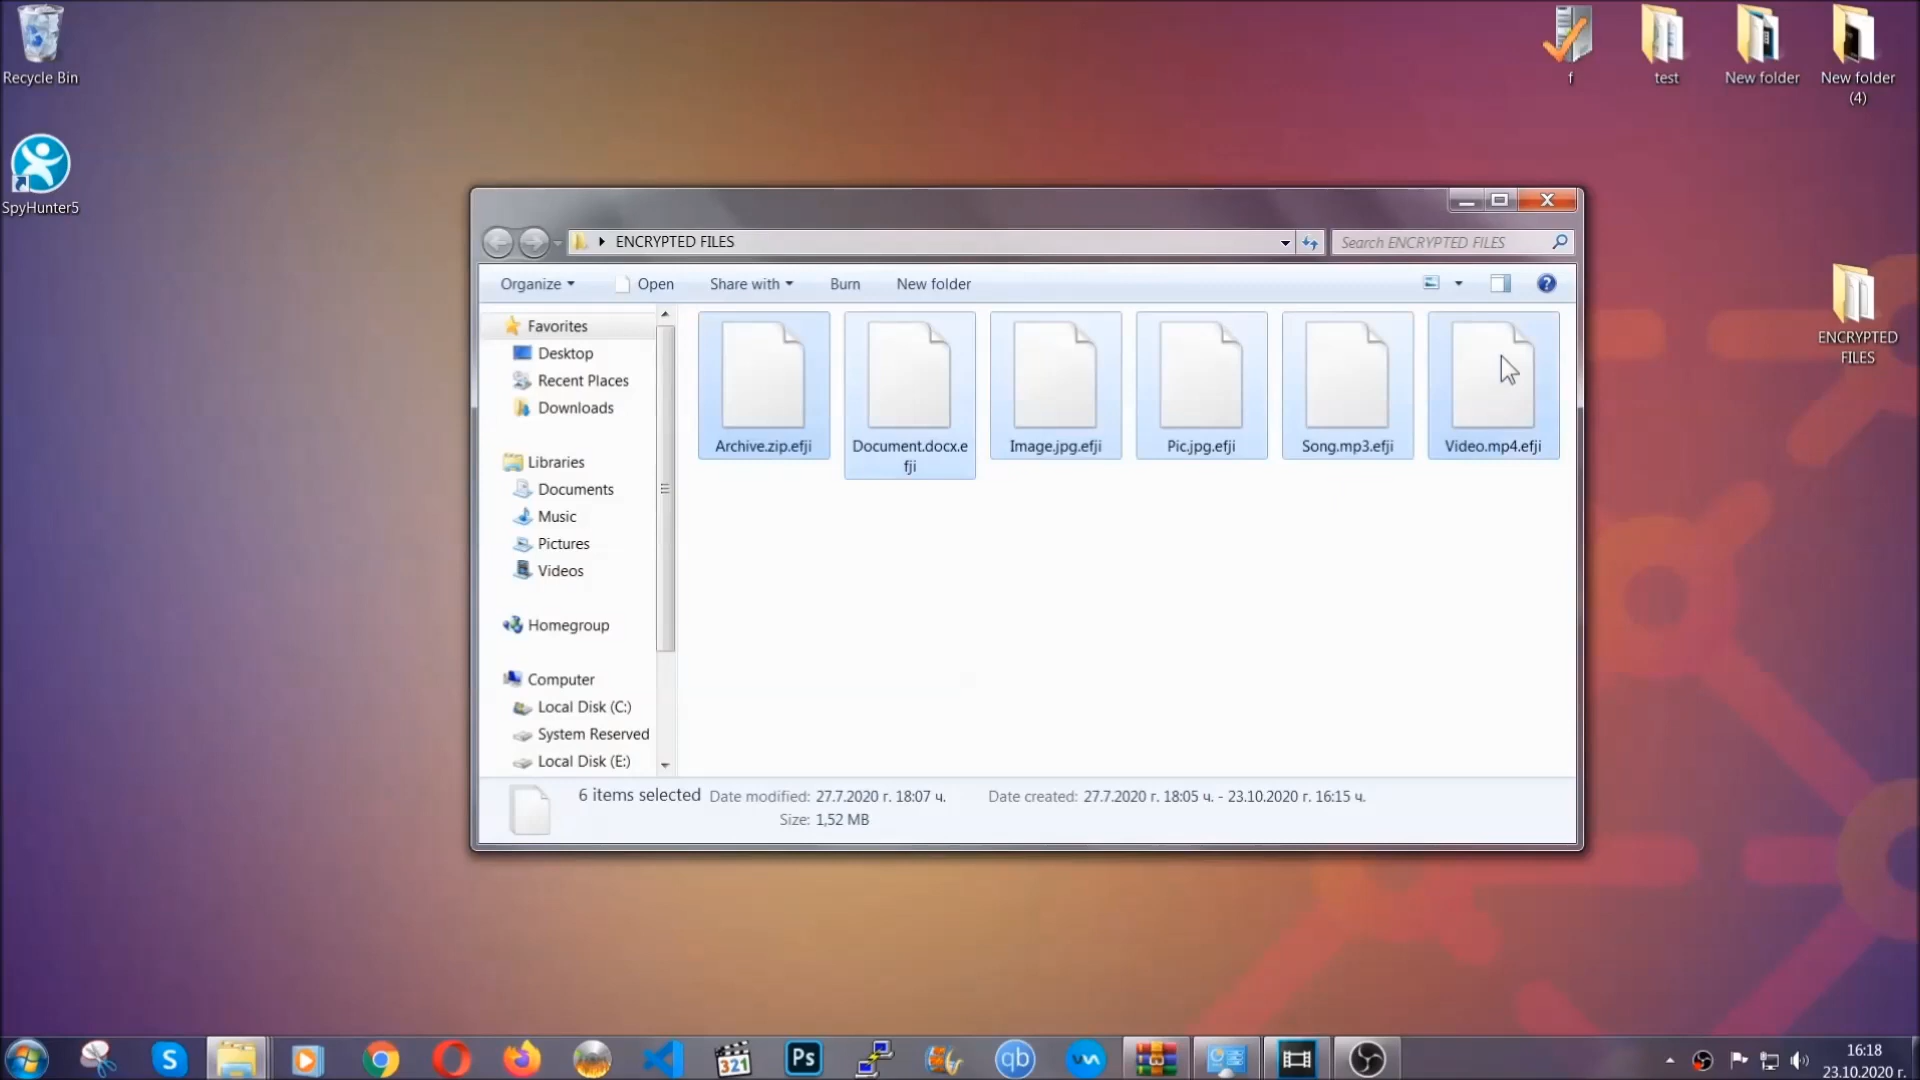 Recycle Bin
SpyHunter5
f
test
New folder
New folder
(4)
ENCRYPTED
FILES
ENCRYPTED FILES
Search ENCRYPTED FILES
Organize
Open
Share with
Burn
New folder
Favorites
Desktop
Recent Places
Downloads
Libraries
Documents
Music
Pictures
Videos
Homegroup
Computer
Local Disk (C:)
System Reserved
Local Disk (E:)
Archive.zip.efji
Document.docx.e
fji
Image.jpg.efji
Pic.jpg.efji
Song.mp3.efji
Video.mp4.efji
6 items selected Date modified: 27.7.2020 г. 18:07 ч. Date created: 27.7.2020 г. 18:05 ч. - 23.10.2020 г. 16:15 ч.
Size: 1,52 MB
S
321
Ps
qb
16:18
23.10.2020 г.